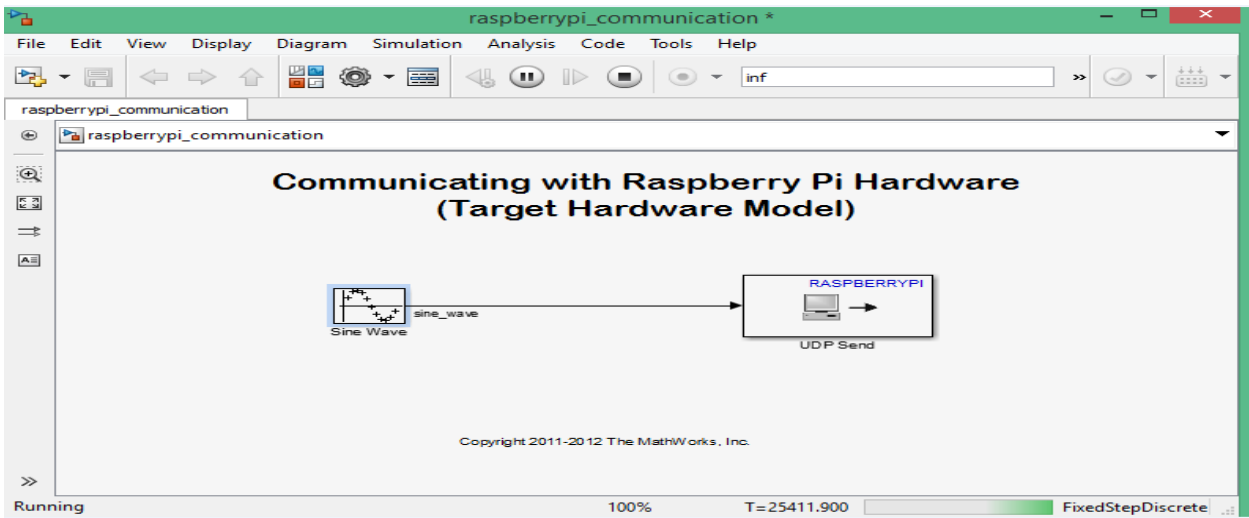 raspberrypi_communication *
File Edit View Display Diagram Simulation Analysis Code Tools Help
inf
»
raspberrypi_communication
raspberrypi_communication
Communicating with Raspberry Pi Hardware
(Target Hardware Model)
RASPBERRYPI
sine_wave
Sine Wave
UDP Send
Copyright 2011-2012 The MathWorks, Inc.
»
Running 100% T=25411.900 FixedStepDiscrete